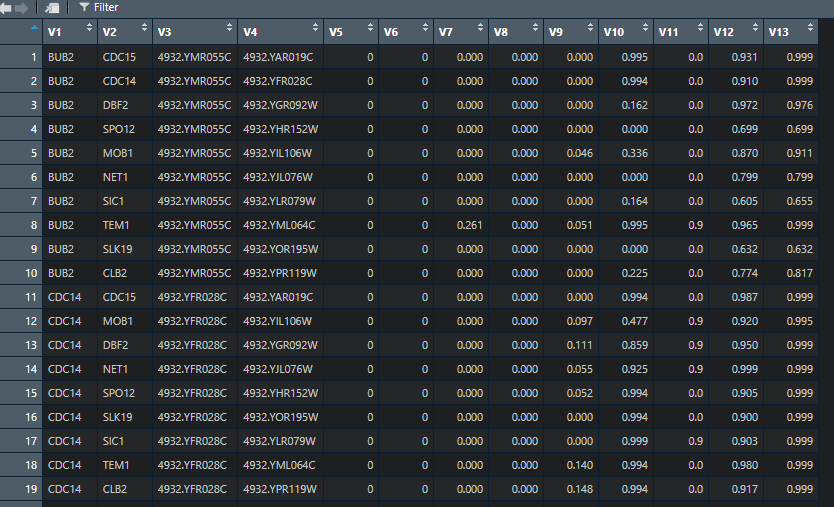 Filter
V1 V2 V3 V4 V5 V6 V7 V8 V9 V10 V11 V12 V13
1 BUB2 CDC15 4932.YMR055C 4932.YAR019C 0 0 0.000 0.000 0.000 0.995 0.0 0.931 0.999
2 BUB2 CDC14 4932.YMR055C 4932.YFR028C 0 0 0.000 0.000 0.000 0.994 0.0 0.910 0.999
3 BUB2 DBF2 4932.YMR055C 4932.YGR092W 0 0 0.000 0.000 0.000 0.162 0.0 0.972 0.976
4 BUB2 SPO12 4932.YMR055C 4932.YHR152W 0 0 0.000 0.000 0.000 0.000 0.0 0.699 0.699
5 BUB2 MOB1 4932.YMR055C 4932.YIL106W 0 0 0.000 0.000 0.046 0.336 0.0 0.870 0.911
6 BUB2 NET1 4932.YMR055C 4932.YJL076W 0 0 0.000 0.000 0.000 0.000 0.0 0.799 0.799
7 BUB2 SIC1 4932.YMR055C 4932.YLR079W 0 0 0.000 0.000 0.000 0.164 0.0 0.605 0.655
8 BUB2 TEM1 4932.YMR055C 4932.YML064C 0 0 0.261 0.000 0.051 0.995 0.9 0.965 0.999
9 BUB2 SLK19 4932.YMR055C 4932.YOR195W 0 0 0.000 0.000 0.000 0.000 0.0 0.632 0.632
10 BUB2 CLB2 4932.YMR055C 4932.YPR119W 0 0 0.000 0.000 0.000 0.225 0.0 0.774 0.817
11 CDC14 CDC15 4932.YFR028C 4932.YAR019C 0 0 0.000 0.000 0.000 0.994 0.0 0.987 0.999
12 CDC14 MOB1 4932.YFR028C 4932.YIL106W 0 0 0.000 0.000 0.097 0.477 0.9 0.920 0.995
13 CDC14 DBF2 4932.YFR028C 4932.YGR092W 0 0 0.000 0.000 0.111 0.859 0.9 0.950 0.999
14 CDC14 NET1 4932.YFR028C 4932.YJL076W 0 0 0.000 0.000 0.055 0.925 0.9 0.999 0.999
15 CDC14 SPO12 4932.YFR028C 4932.YHR152W 0 0 0.000 0.000 0.052 0.994 0.0 0.905 0.999
16 CDC14 SLK19 4932.YFR028C 4932.YOR195W 0 0 0.000 0.000 0.000 0.994 0.0 0.900 0.999
17 CDC14 SIC1 4932.YFR028C 4932.YLR079W 0 0 0.000 0.000 0.000 0.999 0.9 0.903 0.999
18 CDC14 TEM1 4932.YFR028C 4932.YML064C 0 0 0.000 0.000 0.140 0.994 0.0 0.980 0.999
19 CDC14 CLB2 4932.YFR028C 4932.YPR119W 0 0 0.000 0.000 0.148 0.994 0.0 0.917 0.999